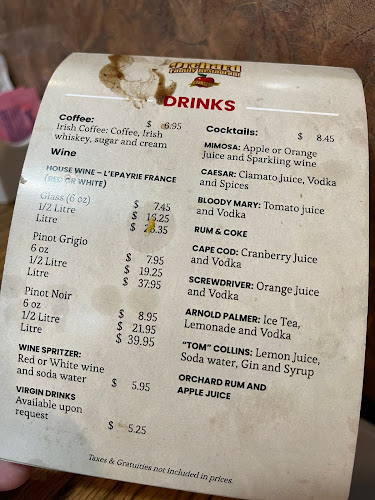 Orchard
Family Restaurant
DRINKS
Coffee: $ 6.95
Irish Coffee: Coffee, Irish
whiskey, sugar and cream
Wine
HOUSE WINE – L'EPAYRIE FRANCE
(RED OR WHITE)
Glass (6 oz) $ 7.45
1/2 Litre $ 16.25
Litre $
Pinot Grigio
6 oz $ 7.95
1/2 Litre $ 19.25
Litre $ 37.95
Pinot Noir
6 oz $ 8.95
1/2 Litre $ 21.95
Litre $ 39.95
WINE SPRITZER:
Red or White wine
and soda water $ 5.95
VIRGIN DRINKS
Available upon
request $ 5.25
Cocktails: $ 8.45
MIMOSA: Apple or Orange
Juice and Sparkling wine
CAESAR: Clamato Juice, Vodka
and Spices
BLOODY MARY: Tomato juice
and Vodka
RUM & COKE
CAPE COD: Cranberry Juice
and Vodka
SCREWDRIVER: Orange Juice
and Vodka
ARNOLD PALMER: Ice Tea,
Lemonade and Vodka
"TOM" COLLINS: Lemon Juice,
Soda water, Gin and Syrup
ORCHARD RUM AND
APPLE JUICE
Taxes & Gratuities not included in prices.